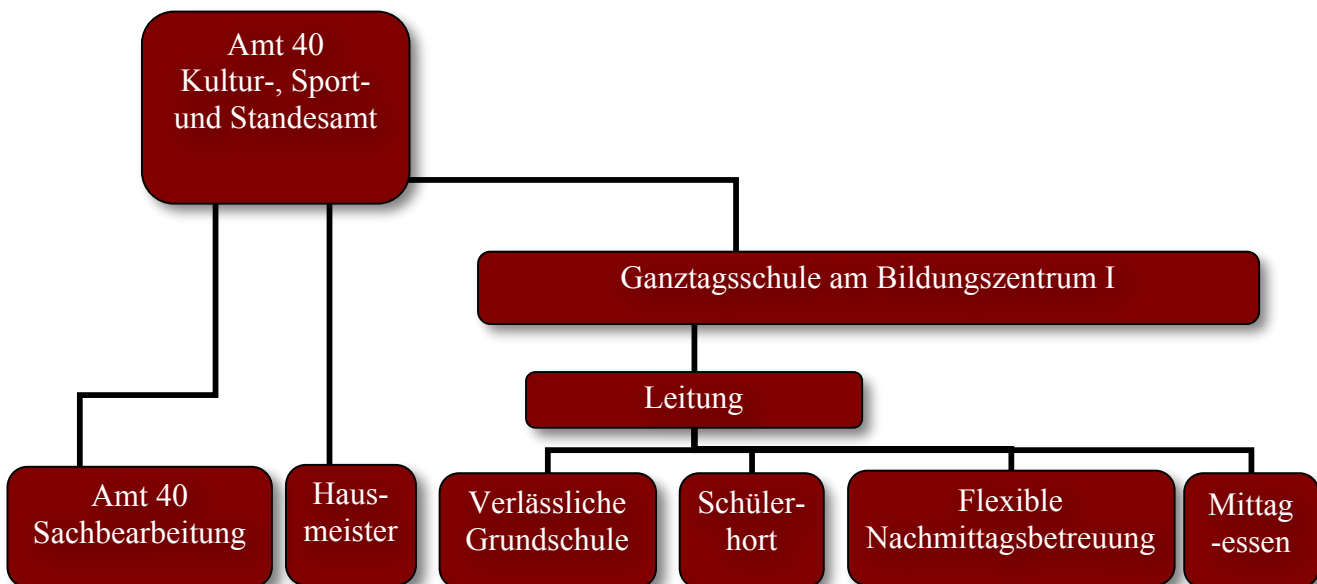 Amt 40
Kultur-, Sport-
und Standesamt
Ganztagsschule am Bildungszentrum I
Leitung
Amt 40
Sachbearbeitung
Haus-
meister
Verlässliche
Grundschule
Schüler-
hort
Flexible
Nachmittagsbetreuung
Mittag
-essen